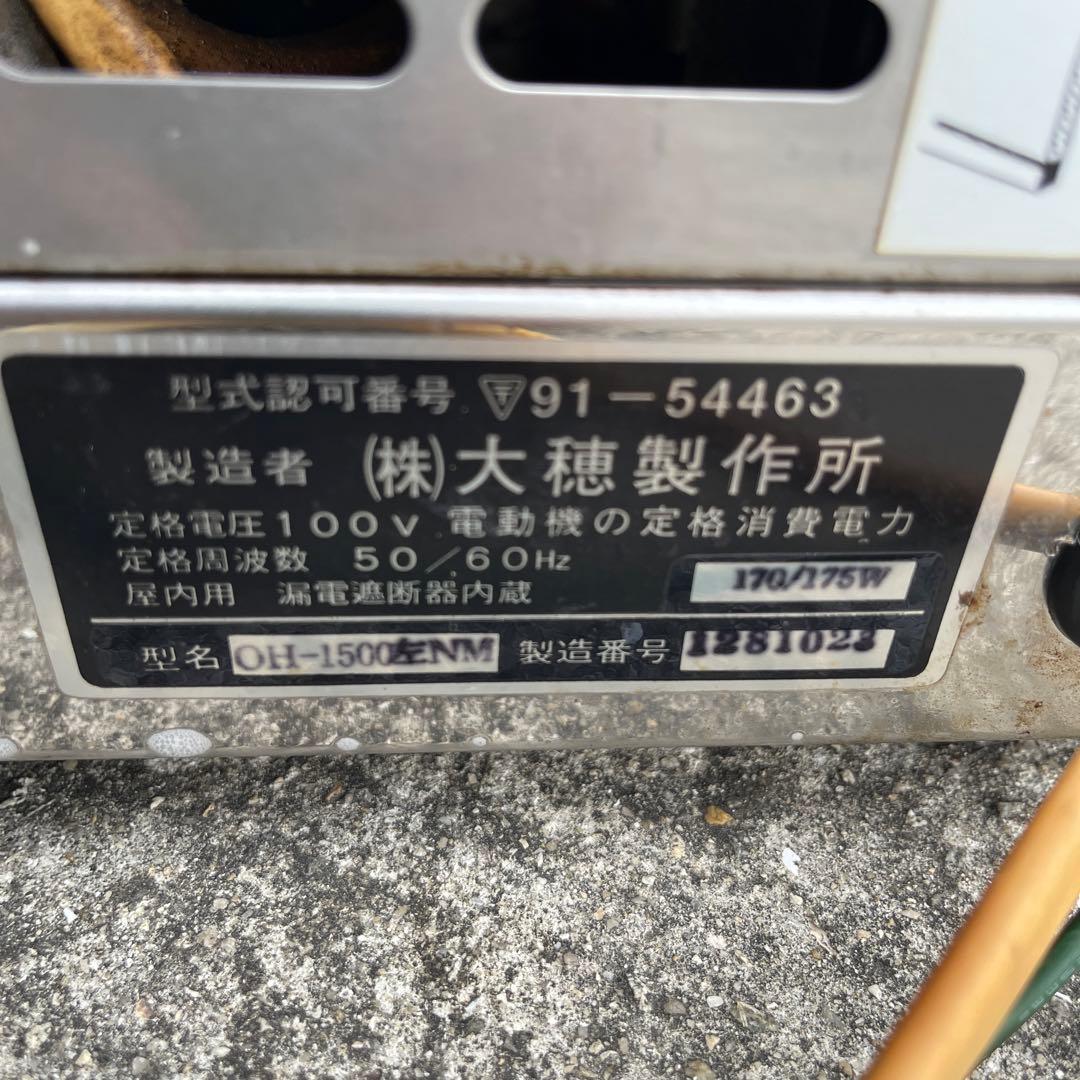 型式認可番号 91-54463
製造者 (株)大穂製作所
定格電圧100V 電動機の定格消費電力
定格周波数 50/60Hz
170/175W
屋内用 漏電遮断器内蔵
型名 OH-1500左NM 製造番号 1281023